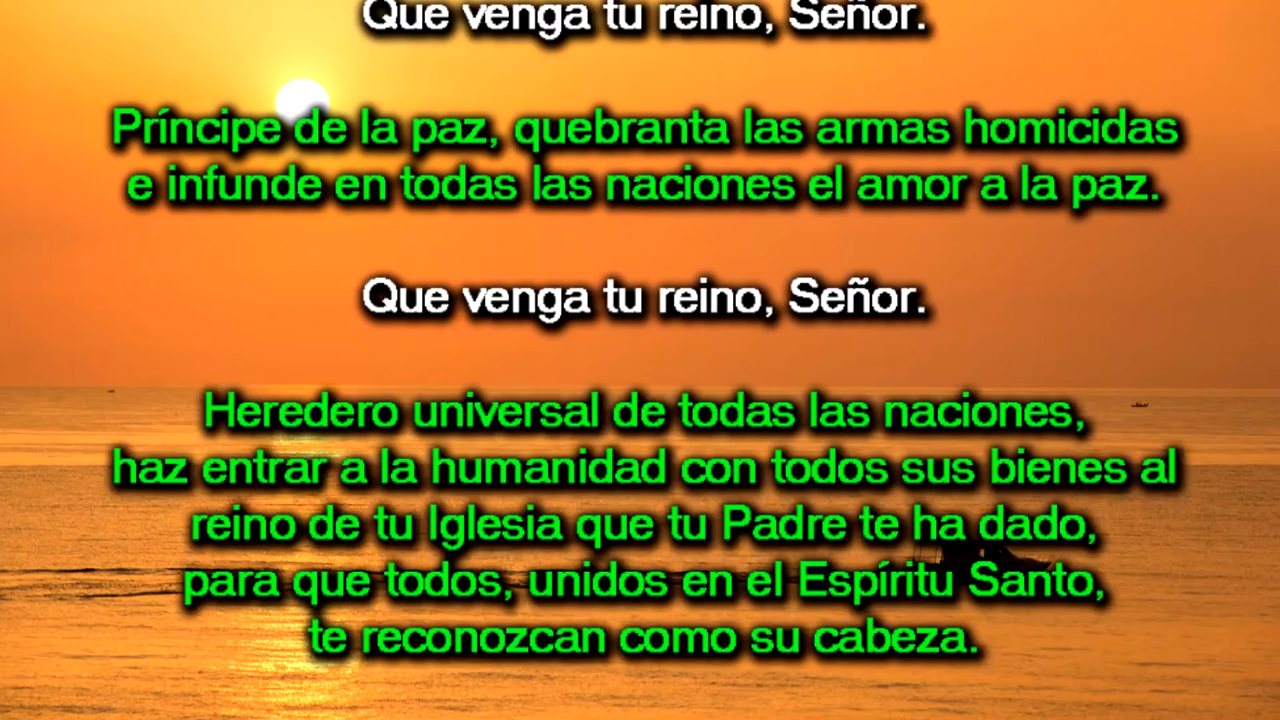 Que venga tu reino, Señor.
Príncipe de la paz, quebranta las armas homicidas
e infunde en todas las naciones el amor a la paz.
Que venga tu reino, Señor.
Heredero universal de todas las naciones,
haz entrar a la humanidad con todos sus bienes al
reino de tu Iglesia que tu Padre te ha dado,
para que todos, unidos en el Espíritu Santo,
te reconozcan como su cabeza.